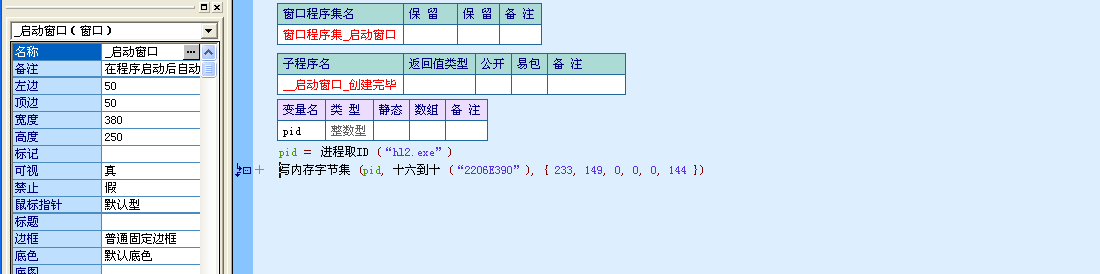 _启动窗口（窗口）
名称 _启动窗口 ...
备注 在程序启动后自动
左边 50
顶边 50
宽度 380
高度 250
标记
可视 真
禁止 假
鼠标指针 默认型
标题
边框 普通固定边框
底色 默认底色
底图
窗口程序集名 保 留 保 留 备 注
窗口程序集_启动窗口
子程序名 返回值类型 公开 易包 备 注
__启动窗口_创建完毕
变量名 类 型 静态 数组 备 注
pid 整数型
pid ＝ 进程取ID (“hl2.exe”)
写内存字节集 (pid, 十六到十 (“2206E390”), { 233, 149, 0, 0, 0, 144 })